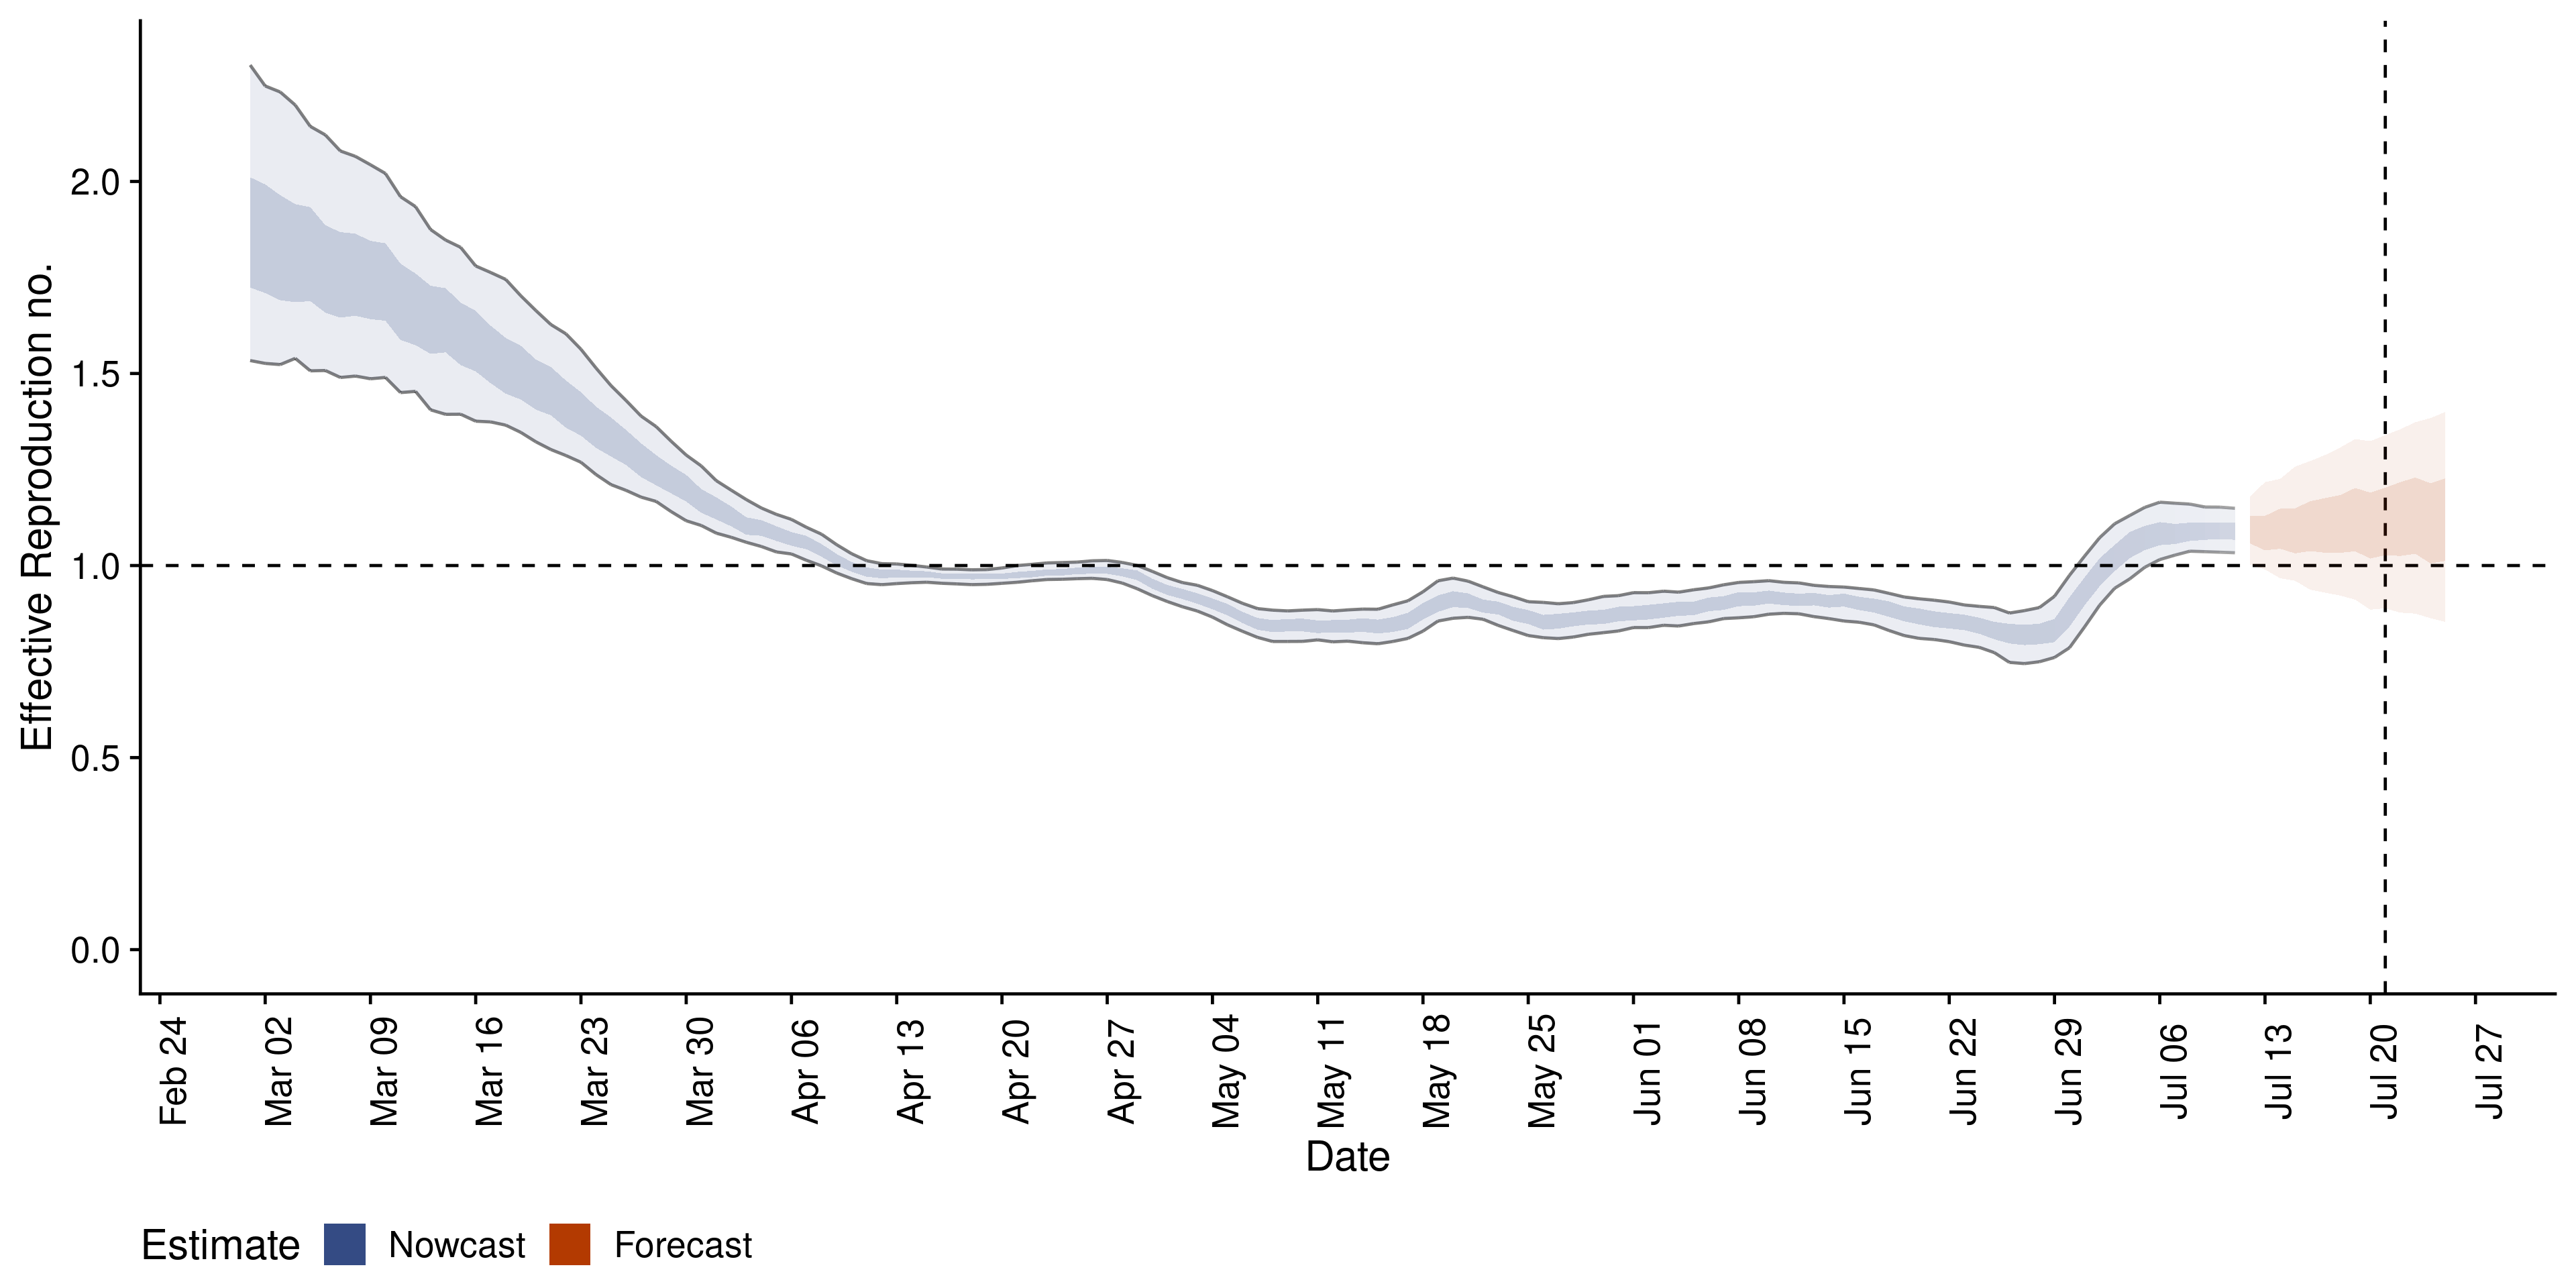 Effective Reproduction no.
2.0
1.5
1.0
0.5
0.0
Feb 24
Mar 02
Mar 09
Mar 16
Mar 23
Mar 30
Apr 06
Apr 13
Apr 20
Apr 27
May 04
May 11
May 18
May 25
Jun 01
Jun 08
Jun 15
Jun 22
Jun 29
Jul 06
Jul 13
Jul 20
Jul 27
Date
Estimate Nowcast Forecast